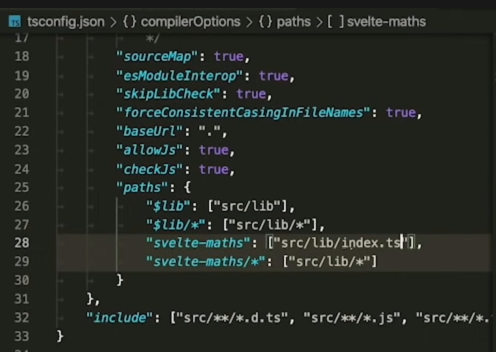 TS tsconfig.json > {} compilerOptions > {} paths > [ ] svelte-maths
17 */
18 "sourceMap": true,
19 "esModuleInterop": true,
20 "skipLibCheck": true,
21 "forceConsistentCasingInFileNames": true,
22 "baseUrl": ".",
23 "allowJs": true,
24 "checkJs": true,
25 "paths": {
26 "$lib": ["src/lib"],
27 "$lib/*": ["src/lib/*"],
28 "svelte-maths": ["src/lib/index.ts"],
29 "svelte-maths/*": ["src/lib/*"]
30 }
31 },
32 "include": ["src/**/*.d.ts", "src/**/*.js", "src/**/*.
33 }